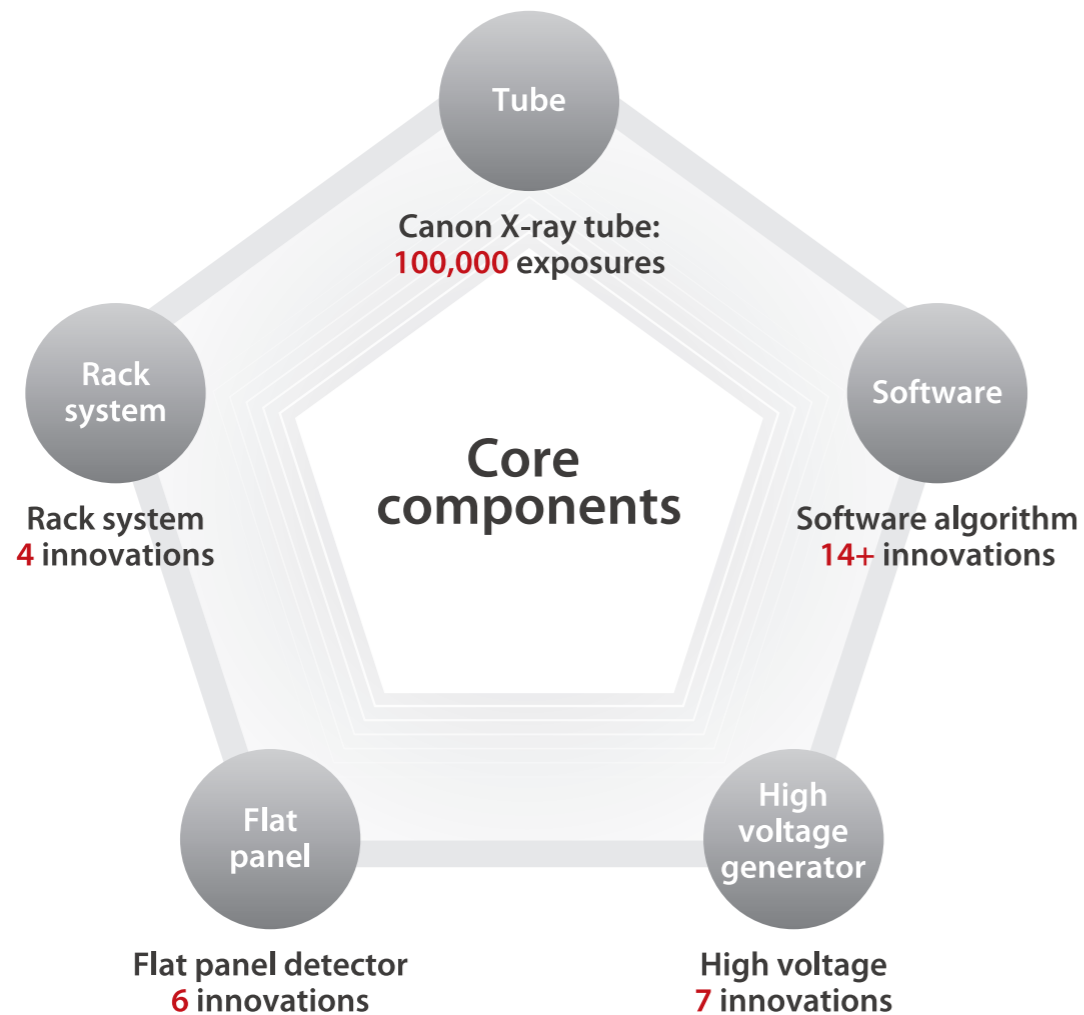 Tube
Canon X-ray tube:
100,000 exposures
Rack
system
Rack system
4 innovations
Core
components
Software
Software algorithm
14+ innovations
Flat
panel
Flat panel detector
6 innovations
High
voltage
generator
High voltage
7 innovations